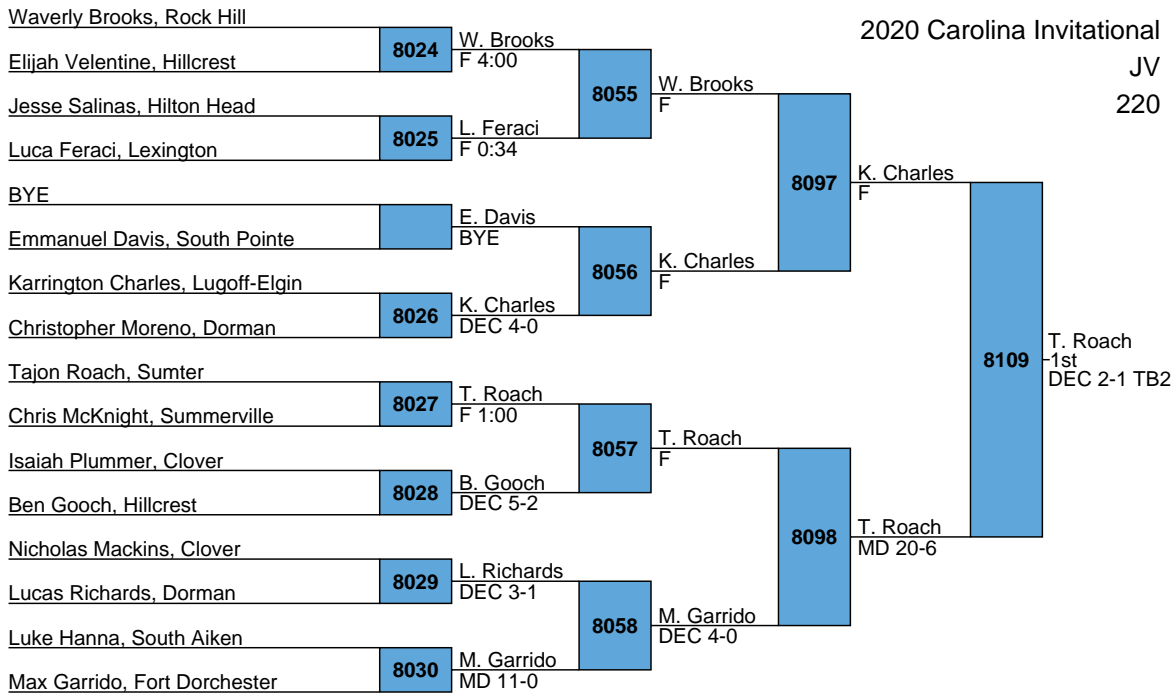 2020 Carolina Invitational
JV
220
Waverly Brooks, Rock Hill
Elijah Velentine, Hillcrest
Jesse Salinas, Hilton Head
Luca Feraci, Lexington
BYE
Emmanuel Davis, South Pointe
Karrington Charles, Lugoff-Elgin
Christopher Moreno, Dorman
Tajon Roach, Sumter
Chris McKnight, Summerville
Isaiah Plummer, Clover
Ben Gooch, Hillcrest
Nicholas Mackins, Clover
Lucas Richards, Dorman
Luke Hanna, South Aiken
Max Garrido, Fort Dorchester
8024
8025
8026
8027
8028
8029
8030
W. Brooks
F 4:00
L. Feraci
F 0:34
E. Davis
BYE
K. Charles
DEC 4-0
T. Roach
F 1:00
B. Gooch
DEC 5-2
L. Richards
DEC 3-1
M. Garrido
MD 11-0
8055
8056
8057
8058
W. Brooks
F
K. Charles
F
T. Roach
F
M. Garrido
DEC 4-0
8097
8098
K. Charles
F
T. Roach
MD 20-6
8109
T. Roach
1st
DEC 2-1 TB2